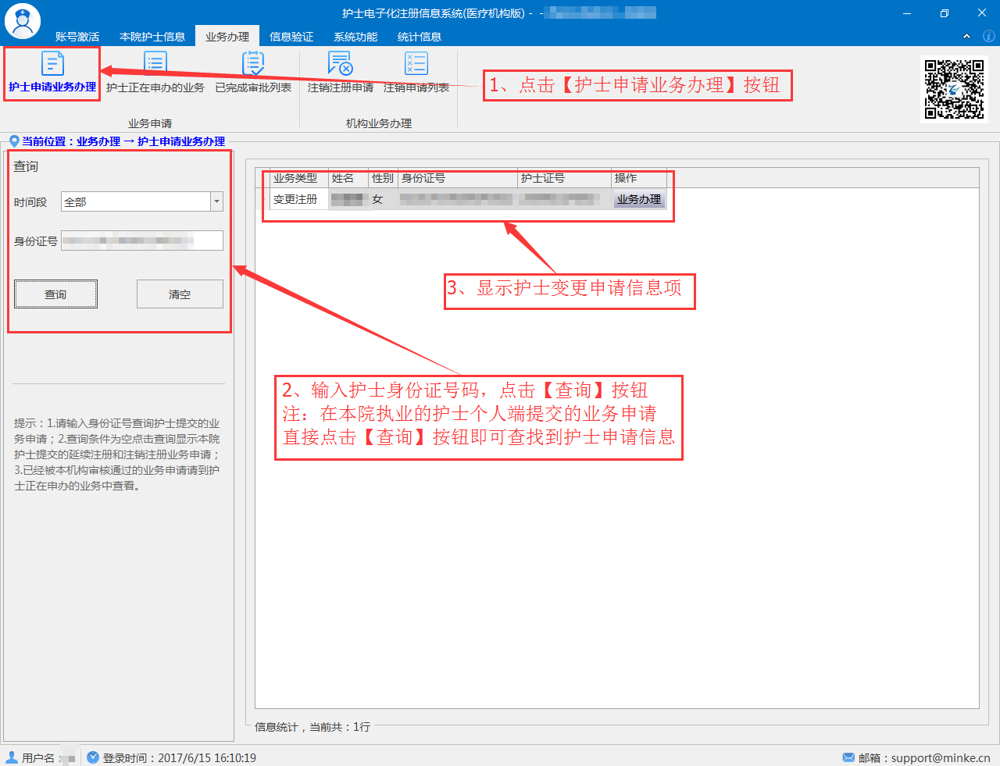 护士电子化注册信息系统(医疗机构版) - -
账号激活 本院护士信息 业务办理 信息验证 系统功能 统计信息
护士申请业务办理 护士正在申办的业务 已完成审批列表 注销注册申请 注销申请列表
1、点击【护士申请业务办理】按钮
业务申请 机构业务办理
当前位置：业务办理 → 护士申请业务办理
查询
时间段 全部
身份证号
查询 清空
提示：1.请输入身份证号查询护士提交的业
务申请；2.查询条件为空点击查询显示本院
护士提交的延续注册和注销注册业务申请；
3.已经被本机构审核通过的业务申请请到护
士正在申办的业务中查看。
业务类型 姓名 性别 身份证号 护士证号 操作
变更注册 女 业务办理
3、显示护士变更申请信息项
2、输入护士身份证号码，点击【查询】按钮
注：在本院执业的护士个人端提交的业务申请
直接点击【查询】按钮即可查找到护士申请信息
信息统计，当前共：1行
用户名： 登录时间：2017/6/15 16:10:19 邮箱：support@minke.cn